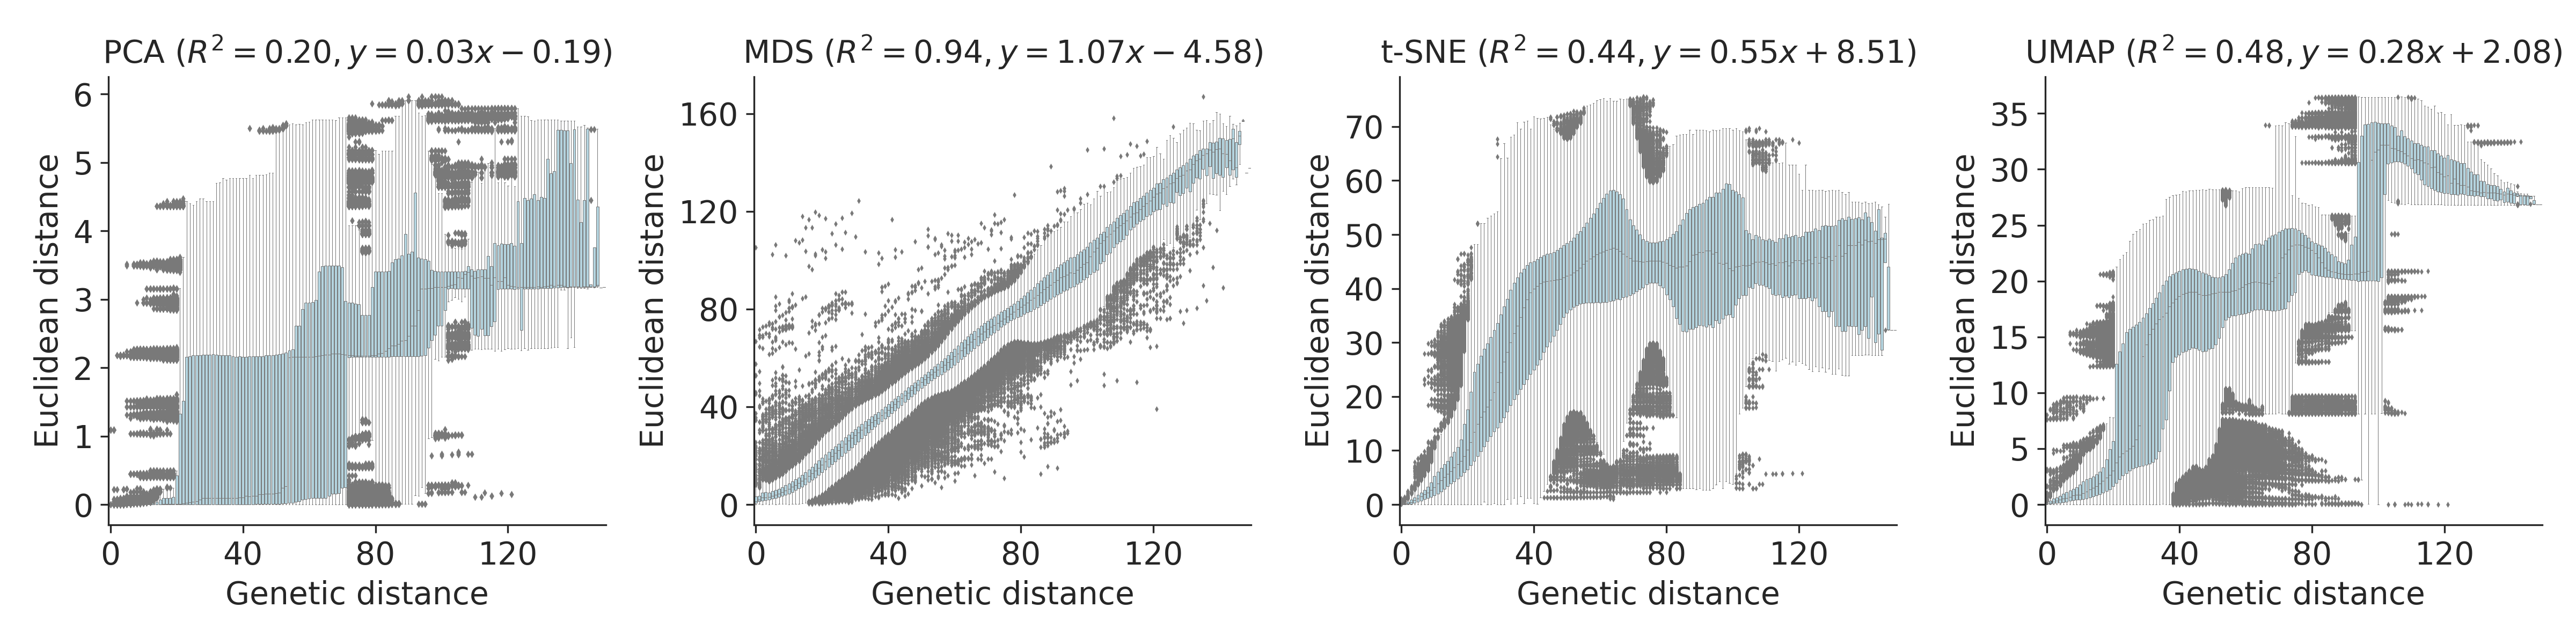 PCA (R² = 0.20, y = 0.03x − 0.19)
6
5
4
3
2
1
0
Euclidean distance
0 40 80 120
Genetic distance
MDS (R² = 0.94, y = 1.07x − 4.58)
160
120
80
40
0
Euclidean distance
0 40 80 120
Genetic distance
t-SNE (R² = 0.44, y = 0.55x + 8.51)
70
60
50
40
30
20
10
0
Euclidean distance
0 40 80 120
Genetic distance
UMAP (R² = 0.48, y = 0.28x + 2.08)
35
30
25
20
15
10
5
0
Euclidean distance
0 40 80 120
Genetic distance